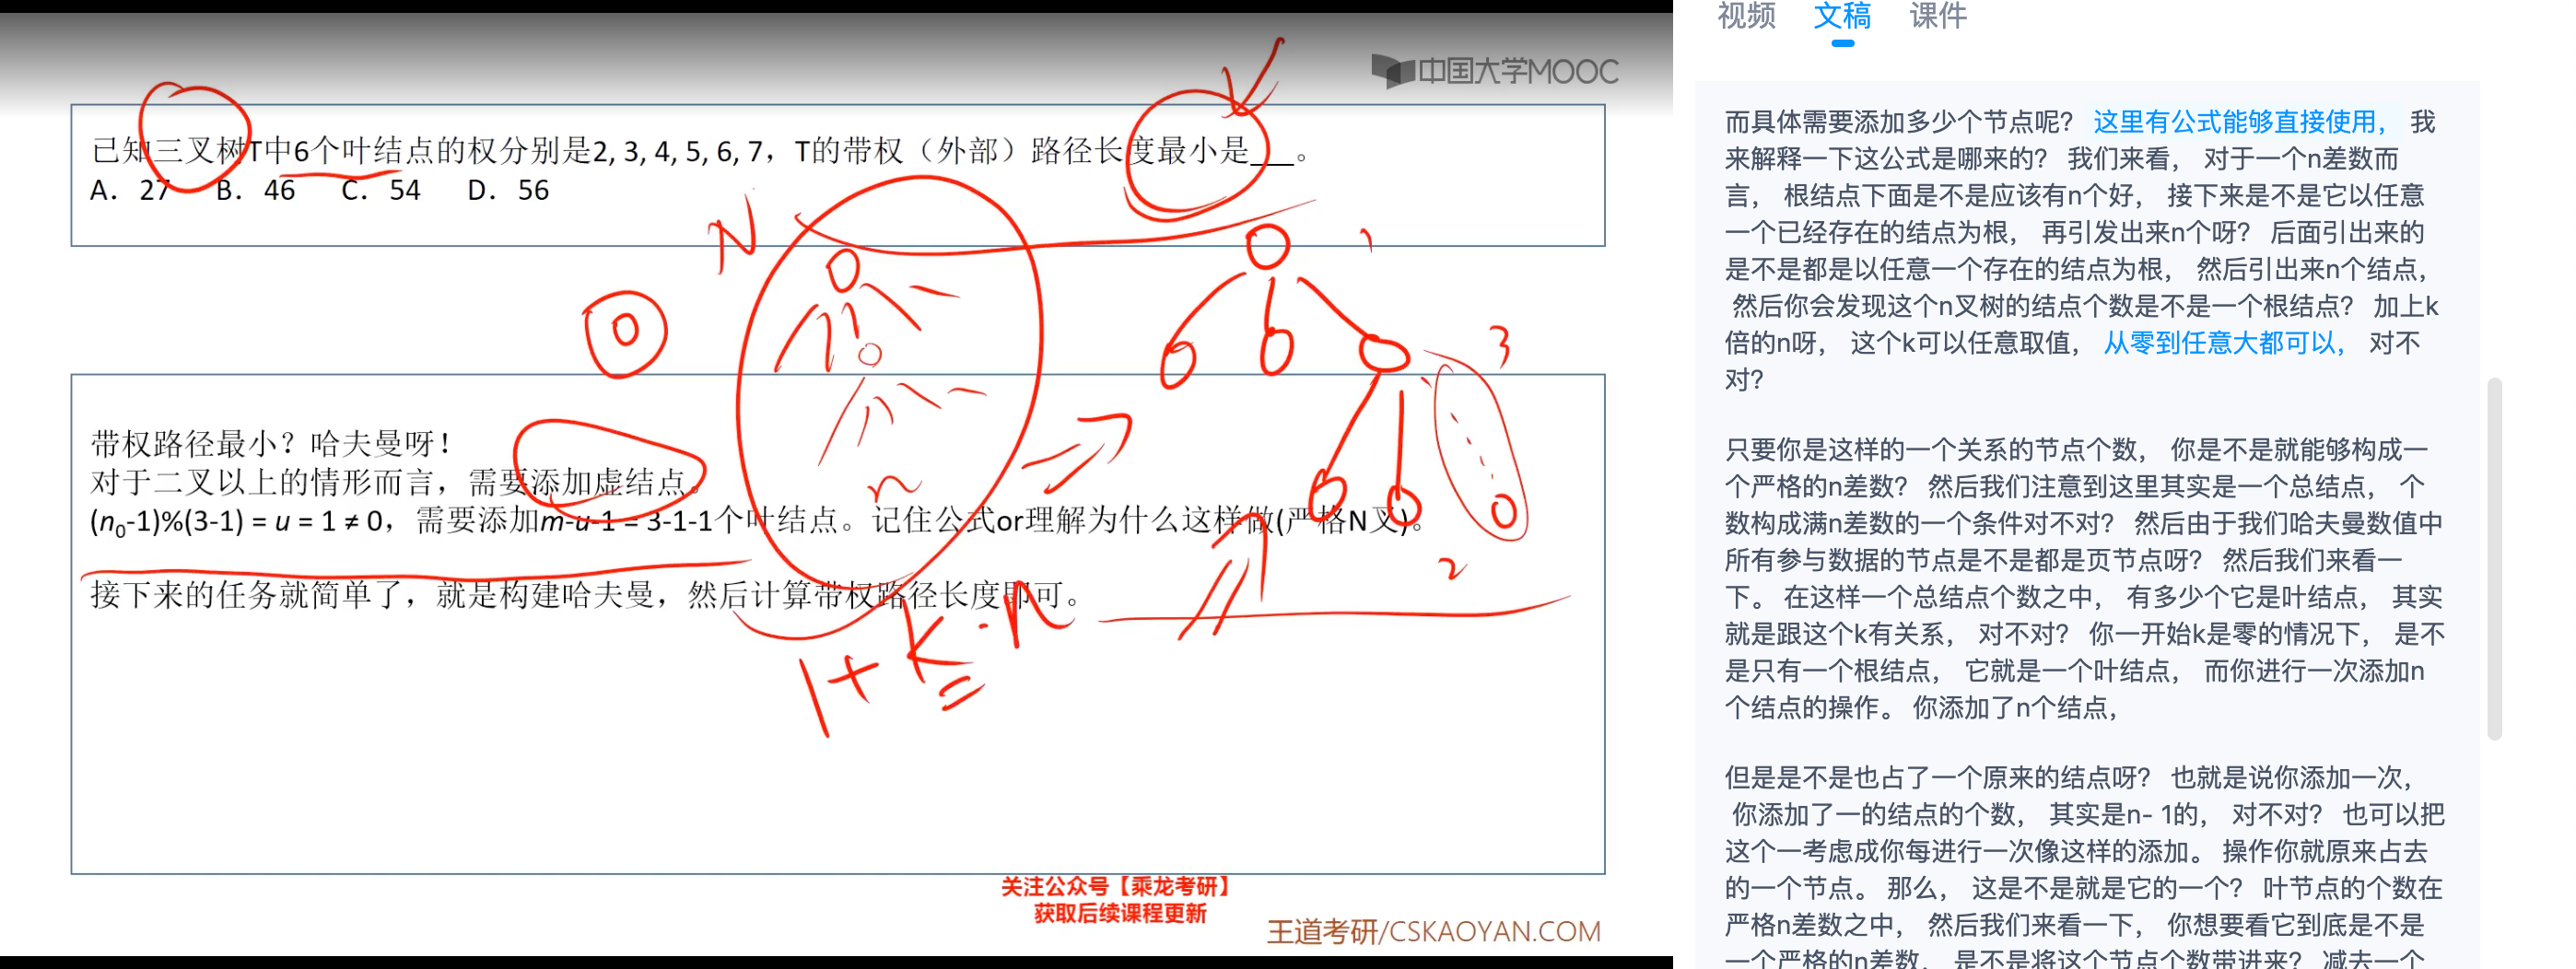 中国大学MOOC
已知三叉树T中6个叶结点的权分别是2, 3, 4, 5, 6, 7，T的带权（外部）路径长度最小是___。
A. 27 B. 46 C. 54 D. 56
N
1
3
2
n
1+k·n
带权路径最小？哈夫曼呀！
对于二叉以上的情形而言，需要添加虚结点。
(n₀-1)%(3-1) = u = 1 ≠ 0，需要添加m-u-1 = 3-1-1个叶结点。记住公式or理解为什么这样做(严格N叉)。
接下来的任务就简单了，就是构建哈夫曼，然后计算带权路径长度即可。
关注公众号【乘龙考研】
获取后续课程更新
王道考研/CSKAOYAN.COM
视频 文稿 课件
而具体需要添加多少个节点呢？ 这里有公式能够直接使用， 我
来解释一下这公式是哪来的？ 我们来看， 对于一个n差数而
言， 根结点下面是不是应该有n个好， 接下来是不是它以任意
一个已经存在的结点为根， 再引发出来n个呀？ 后面引出来的
是不是都是以任意一个存在的结点为根， 然后引出来n个结点，
然后你会发现这个n叉树的结点个数是不是一个根结点？ 加上k
倍的n呀， 这个k可以任意取值， 从零到任意大都可以， 对不
对？
只要你是这样的一个关系的节点个数， 你是不是就能够构成一
个严格的n差数？ 然后我们注意到这里其实是一个总结点， 个
数构成满n差数的一个条件对不对？ 然后由于我们哈夫曼数值中
所有参与数据的节点是不是都是页节点呀？ 然后我们来看一
下。 在这样一个总结点个数之中， 有多少个它是叶结点， 其实
就是跟这个k有关系， 对不对？ 你一开始k是零的情况下， 是不
是只有一个根结点， 它就是一个叶结点， 而你进行一次添加n
个结点的操作。 你添加了n个结点，
但是是不是也占了一个原来的结点呀？ 也就是说你添加一次，
你添加了一的结点的个数， 其实是n- 1的， 对不对？ 也可以把
这个一考虑成你每进行一次像这样的添加。 操作你就原来占去
的一个节点。 那么， 这是不是就是它的一个？ 叶节点的个数在
严格n差数之中， 然后我们来看一下， 你想要看它到底是不是
一个严格的n差数， 是不是将这个节点个数带进来？ 减去一个